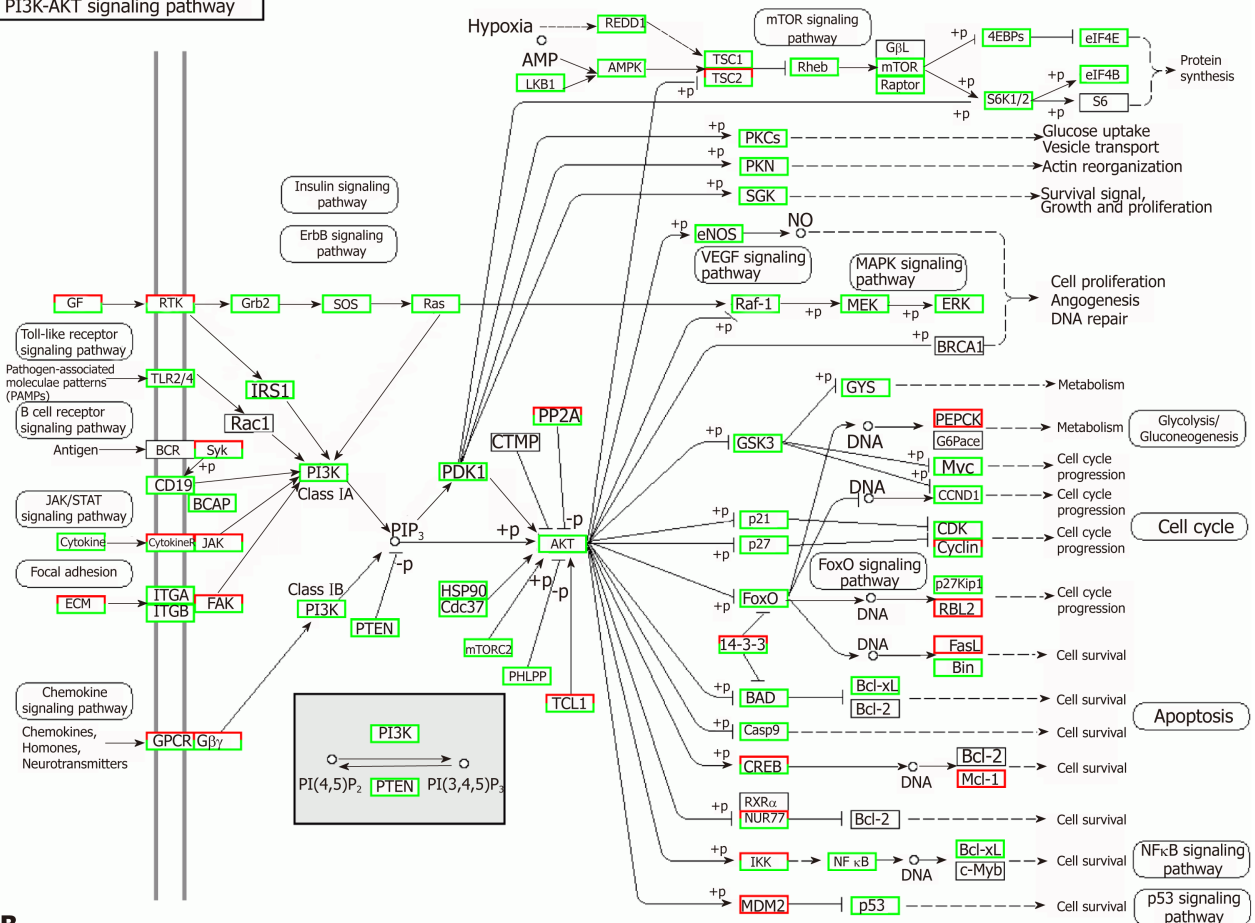 PI3K-AKT signaling pathway
Hypoxia
REDD1
AMP
LKB1
AMPK
TSC1
TSC2
+p
Rheb
mTOR signaling
pathway
GβL
mTOR
Raptor
+p
+p
4EBPs
eIF4E
S6K1/2
+p
+p
+p
eIF4B
S6
Protein
synthesis
+p
PKCs
Glucose uptake
Vesicle transport
+p
PKN
Actin reorganization
+p
SGK
Survival signal,
Growth and proliferation
Insulin signaling
pathway
ErbB signaling
pathway
+p
eNOS
NO
VEGF signaling
pathway
MAPK signaling
pathway
GF
RTK
Grb2
SOS
Ras
Raf-1
+p
+p
MEK
+p
ERK
BRCA1
+p
Cell proliferation
Angiogenesis
DNA repair
Toll-like receptor
signaling pathway
Pathogen-associated
moleculae patterns
(PAMPs)
TLR2/4
IRS1
Rac1
B cell receptor
signaling pathway
Antigen
BCR
Syk
+p
CD19
BCAP
PI3K
Class IA
PDK1
CTMP
PP2A
-p
JAK/STAT
signaling pathway
Cytokine
CytokineR
JAK
PIP3
-p
+p
AKT
Focal adhesion
ECM
ITGA
ITGB
FAK
Class IB
PI3K
PTEN
HSP90
Cdc37
+p
-p
mTORC2
PHLPP
TCL1
Chemokine
signaling pathway
Chemokines,
Homones,
Neurotransmitters
GPCR
Gβγ
PI3K
PI(4,5)P2
PTEN
PI(3,4,5)P3
+p
GYS
Metabolism
+p
GSK3
DNA
PEPCK
G6Pace
Metabolism
Glycolysis/
Gluconeogenesis
+p
Mvc
Cell cycle
progression
+p
DNA
CCND1
Cell cycle
progression
+p
p21
+p
p27
CDK
Cyclin
Cell cycle
progression
Cell cycle
FoxO signaling
pathway
+p
FoxO
DNA
p27Kip1
RBL2
Cell cycle
progression
14-3-3
DNA
FasL
Bin
Cell survival
+p
BAD
Bcl-xL
Bcl-2
Cell survival
Apoptosis
+p
Casp9
Cell survival
+p
CREB
DNA
Bcl-2
Mcl-1
Cell survival
RXRα
+p
NUR77
Bcl-2
Cell survival
+p
IKK
NF κB
DNA
Bcl-xL
c-Myb
Cell survival
NFκB signaling
pathway
+p
MDM2
p53
Cell survival
p53 signaling
pathway